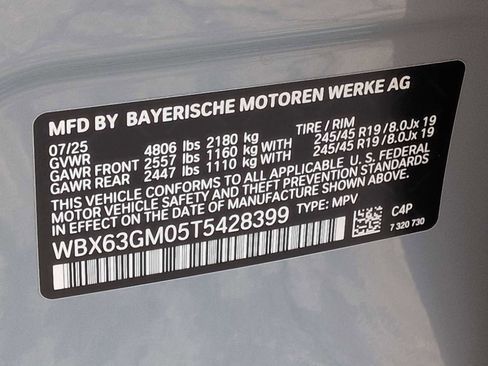 MFD BY BAYERISCHE MOTOREN WERKE AG
07/25 TIRE / RIM
GVWR 4806 lbs 2180 kg
GAWR FRONT 2557 lbs 1160 kg 245/45 R19 / 8.0Jx 19
GAWR REAR 2447 lbs 1110 kg 245/45 R19 / 8.0Jx 19
THIS VEHICLE CONFORMS TO ALL APPLICABLE U. S. FEDERAL
MOTOR VEHICLE SAFETY AND THEFT PREVENTION STANDARDS
IN EFFECT ON THE DATE OF MANUFACTURE SHOWN ABOVE.
WBX63GM05T5428399 TYPE: MPV C4P
7 320 730